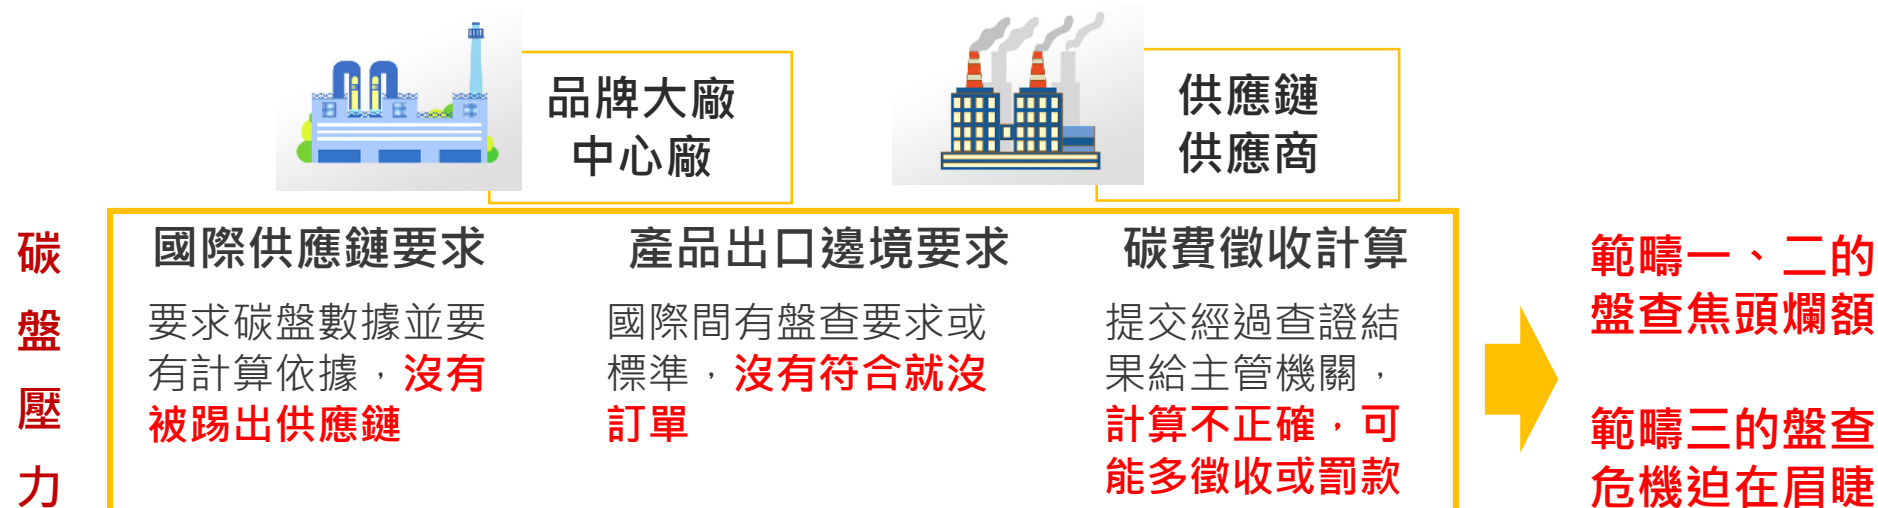 品牌大廠
中心廠
供應鏈
供應商
碳
盤
壓
力
國際供應鏈要求
要求碳盤數據並要
有計算依據，沒有
被踢出供應鏈
產品出口邊境要求
國際間有盤查要求或
標準，沒有符合就沒
訂單
碳費徵收計算
提交經過查證結
果給主管機關，
計算不正確，可
能多徵收或罰款
範疇一、二的
盤查焦頭爛額
範疇三的盤查
危機迫在眉睫